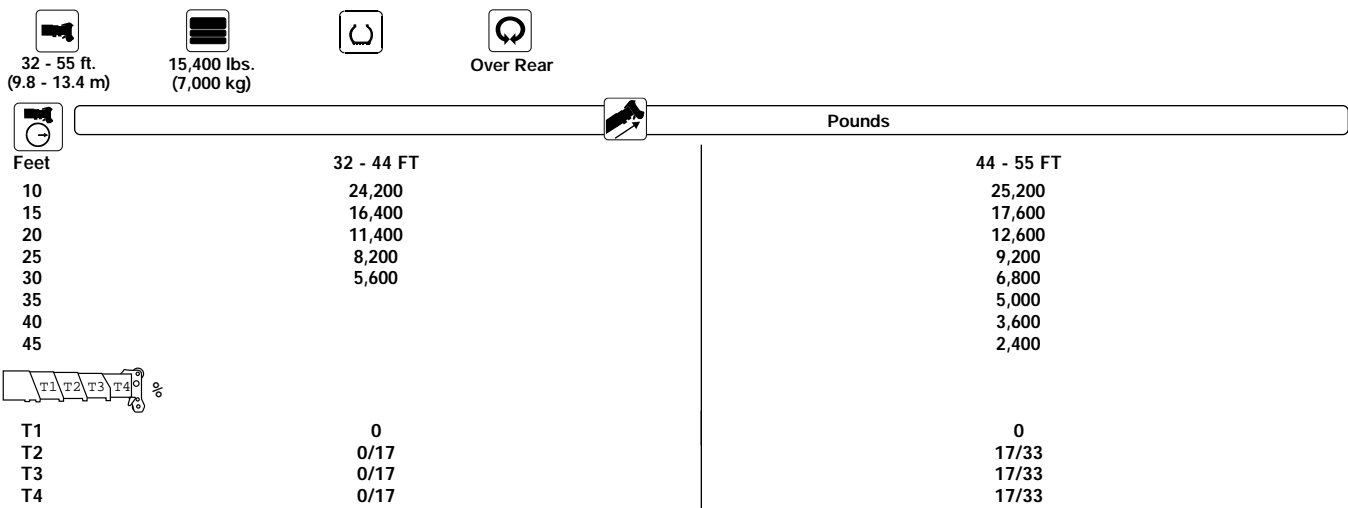 32 - 55 ft. 15,400 lbs. Over Rear
(9.8 - 13.4 m) (7,000 kg)
Pounds
Feet 32 - 44 FT 44 - 55 FT
10 24,200 25,200
15 16,400 17,600
20 11,400 12,600
25 8,200 9,200
30 5,600 6,800
35 5,000
40 3,600
45 2,400
T1 T2 T3 T4 %
T1 0 0
T2 0/17 17/33
T3 0/17 17/33
T4 0/17 17/33